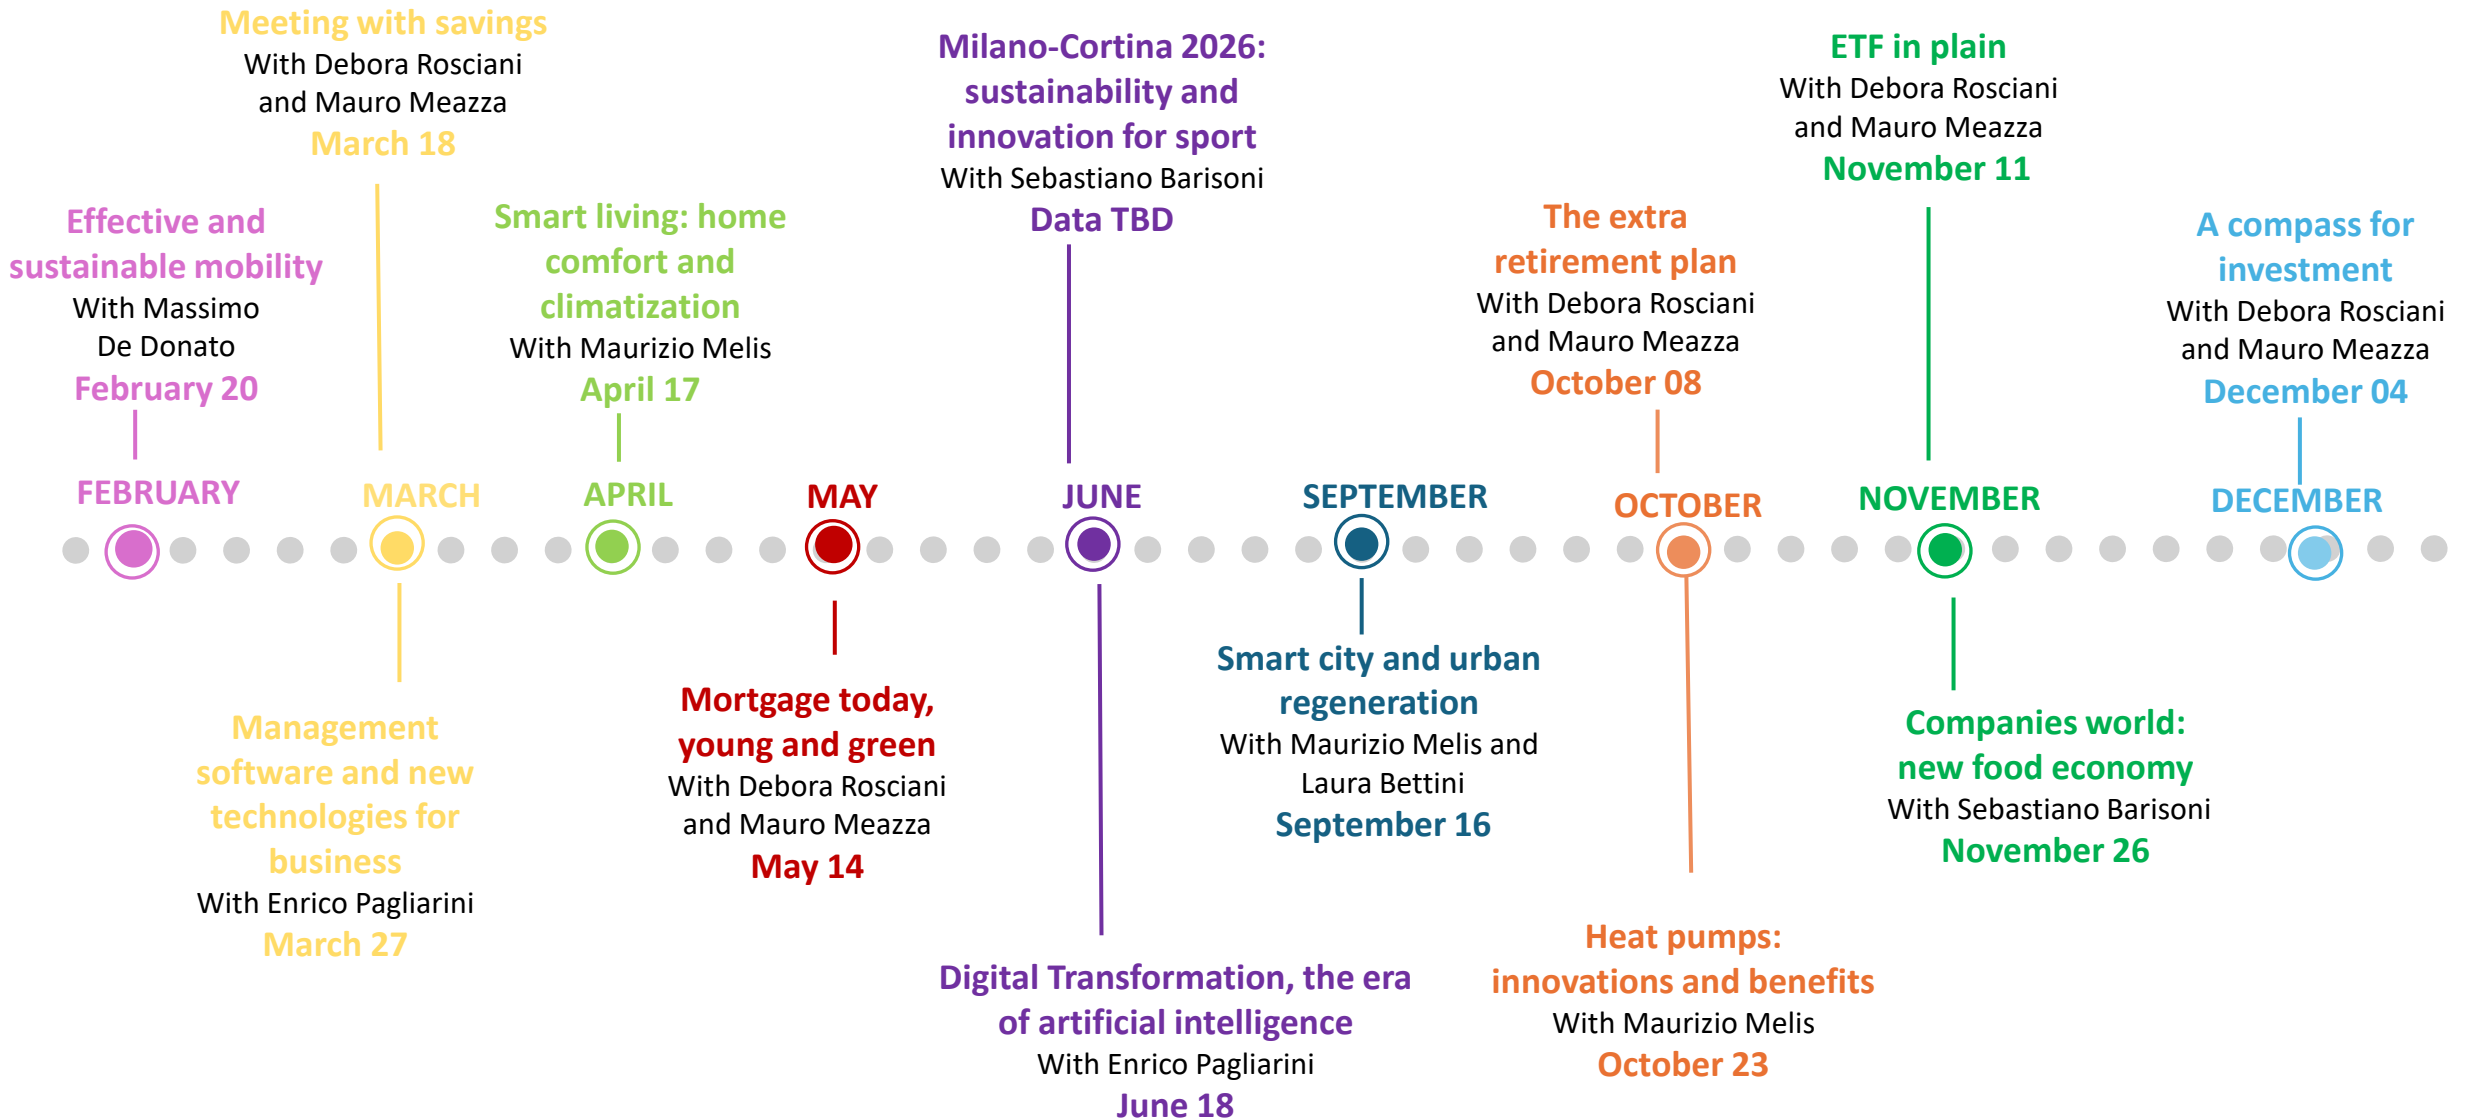 Meeting with savings
With Debora Rosciani
and Mauro Meazza
March 18
Milano-Cortina 2026:
sustainability and
innovation for sport
With Sebastiano Barisoni
Data TBD
ETF in plain
With Debora Rosciani
and Mauro Meazza
November 11
Effective and
sustainable mobility
With Massimo
De Donato
February 20
Smart living: home
comfort and
climatization
With Maurizio Melis
April 17
The extra
retirement plan
With Debora Rosciani
and Mauro Meazza
October 08
A compass for
investment
With Debora Rosciani
and Mauro Meazza
December 04
FEBRUARY
MARCH
APRIL
MAY
JUNE
SEPTEMBER
OCTOBER
NOVEMBER
DECEMBER
Management
software and new
technologies for
business
With Enrico Pagliarini
March 27
Mortgage today,
young and green
With Debora Rosciani
and Mauro Meazza
May 14
Digital Transformation, the era
of artificial intelligence
With Enrico Pagliarini
June 18
Smart city and urban
regeneration
With Maurizio Melis and
Laura Bettini
September 16
Heat pumps:
innovations and benefits
With Maurizio Melis
October 23
Companies world:
new food economy
With Sebastiano Barisoni
November 26